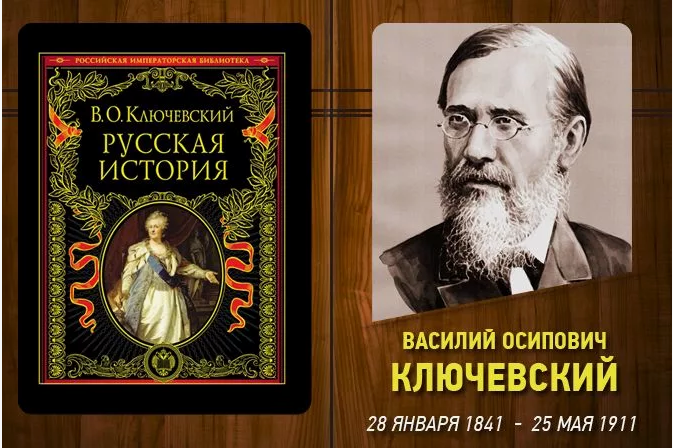 РОССИЙСКАЯ ИМПЕРАТОРСКАЯ БИБЛИОТЕКА
В.О. КЛЮЧЕВСКИЙ
РУССКАЯ
ИСТОРИЯ
ВАСИЛИЙ ОСИПОВИЧ
КЛЮЧЕВСКИЙ
28 ЯНВАРЯ 1841 - 25 МАЯ 1911